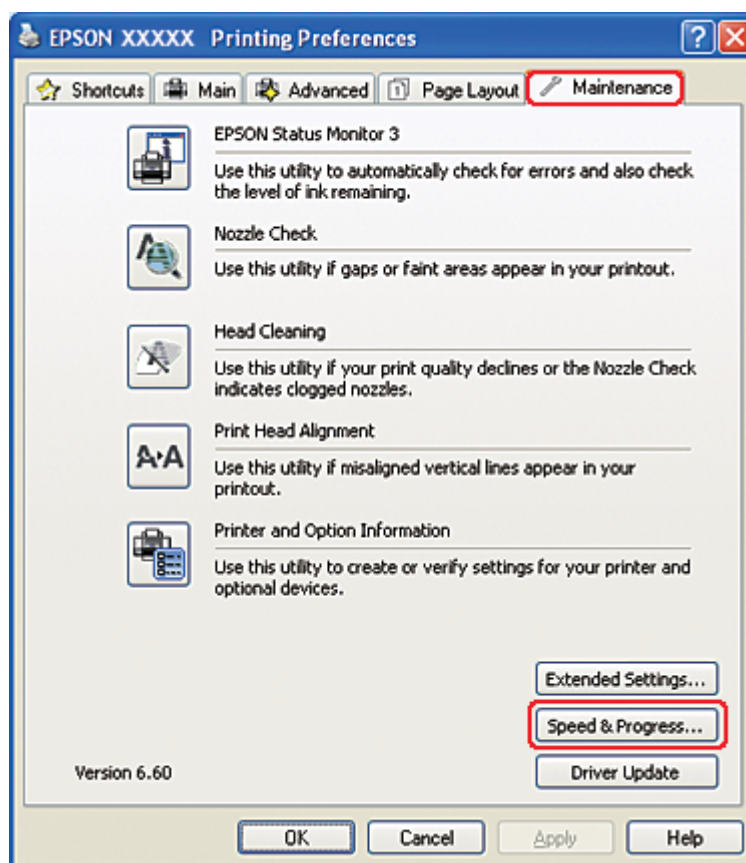 EPSON XXXXX Printing Preferences
Shortcuts Main Advanced Page Layout Maintenance
EPSON Status Monitor 3
Use this utility to automatically check for errors and also check
the level of ink remaining.
Nozzle Check
Use this utility if gaps or faint areas appear in your printout.
Head Cleaning
Use this utility if your print quality declines or the Nozzle Check
indicates clogged nozzles.
Print Head Alignment
Use this utility if misaligned vertical lines appear in your
printout.
Printer and Option Information
Use this utility to create or verify settings for your printer and
optional devices.
Extended Settings...
Speed & Progress...
Version 6.60 Driver Update
OK Cancel Apply Help